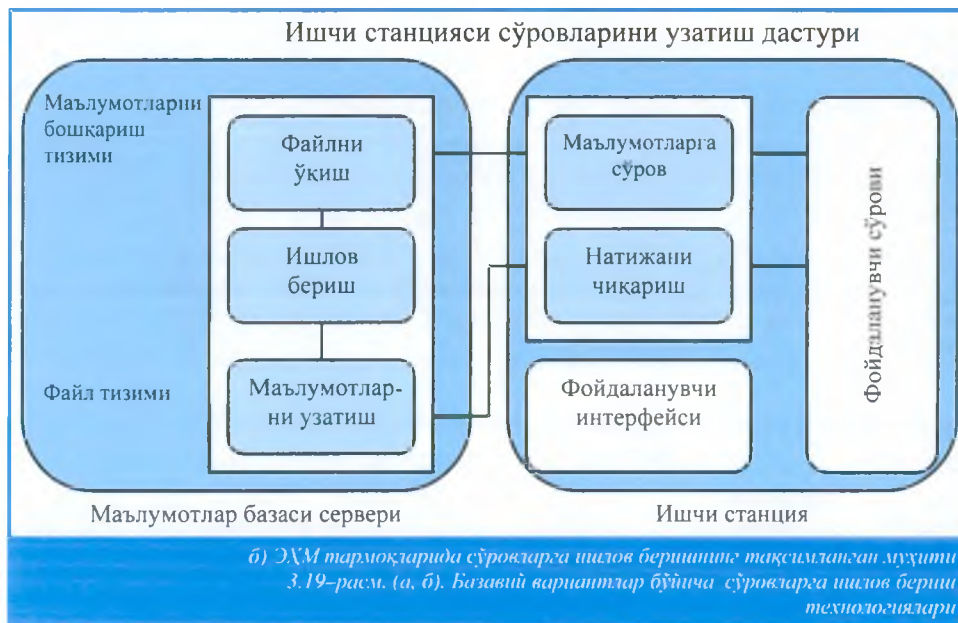 Ишчи станцияси сўровларини узатиш дастури
Маълумотларни
бошқариш
тизими
Файлни
ўқиш
Ишлов
бериш
Файл тизими
Маълумотлар-
ни узатиш
Маълумотларга
сўров
Натижани
чиқариш
Фойдаланувчи
интерфейси
Фойдаланувчи сўрови
Маълумотлар базаси сервери
Ишчи станция
б) ЭҲМ тармоқларида сўровларга ишлов беришнинг тақсимланган муҳити
3.19–расм. (а, б). Базавий вариантлар бўйича сўровларга ишлов бериш
технологиялари